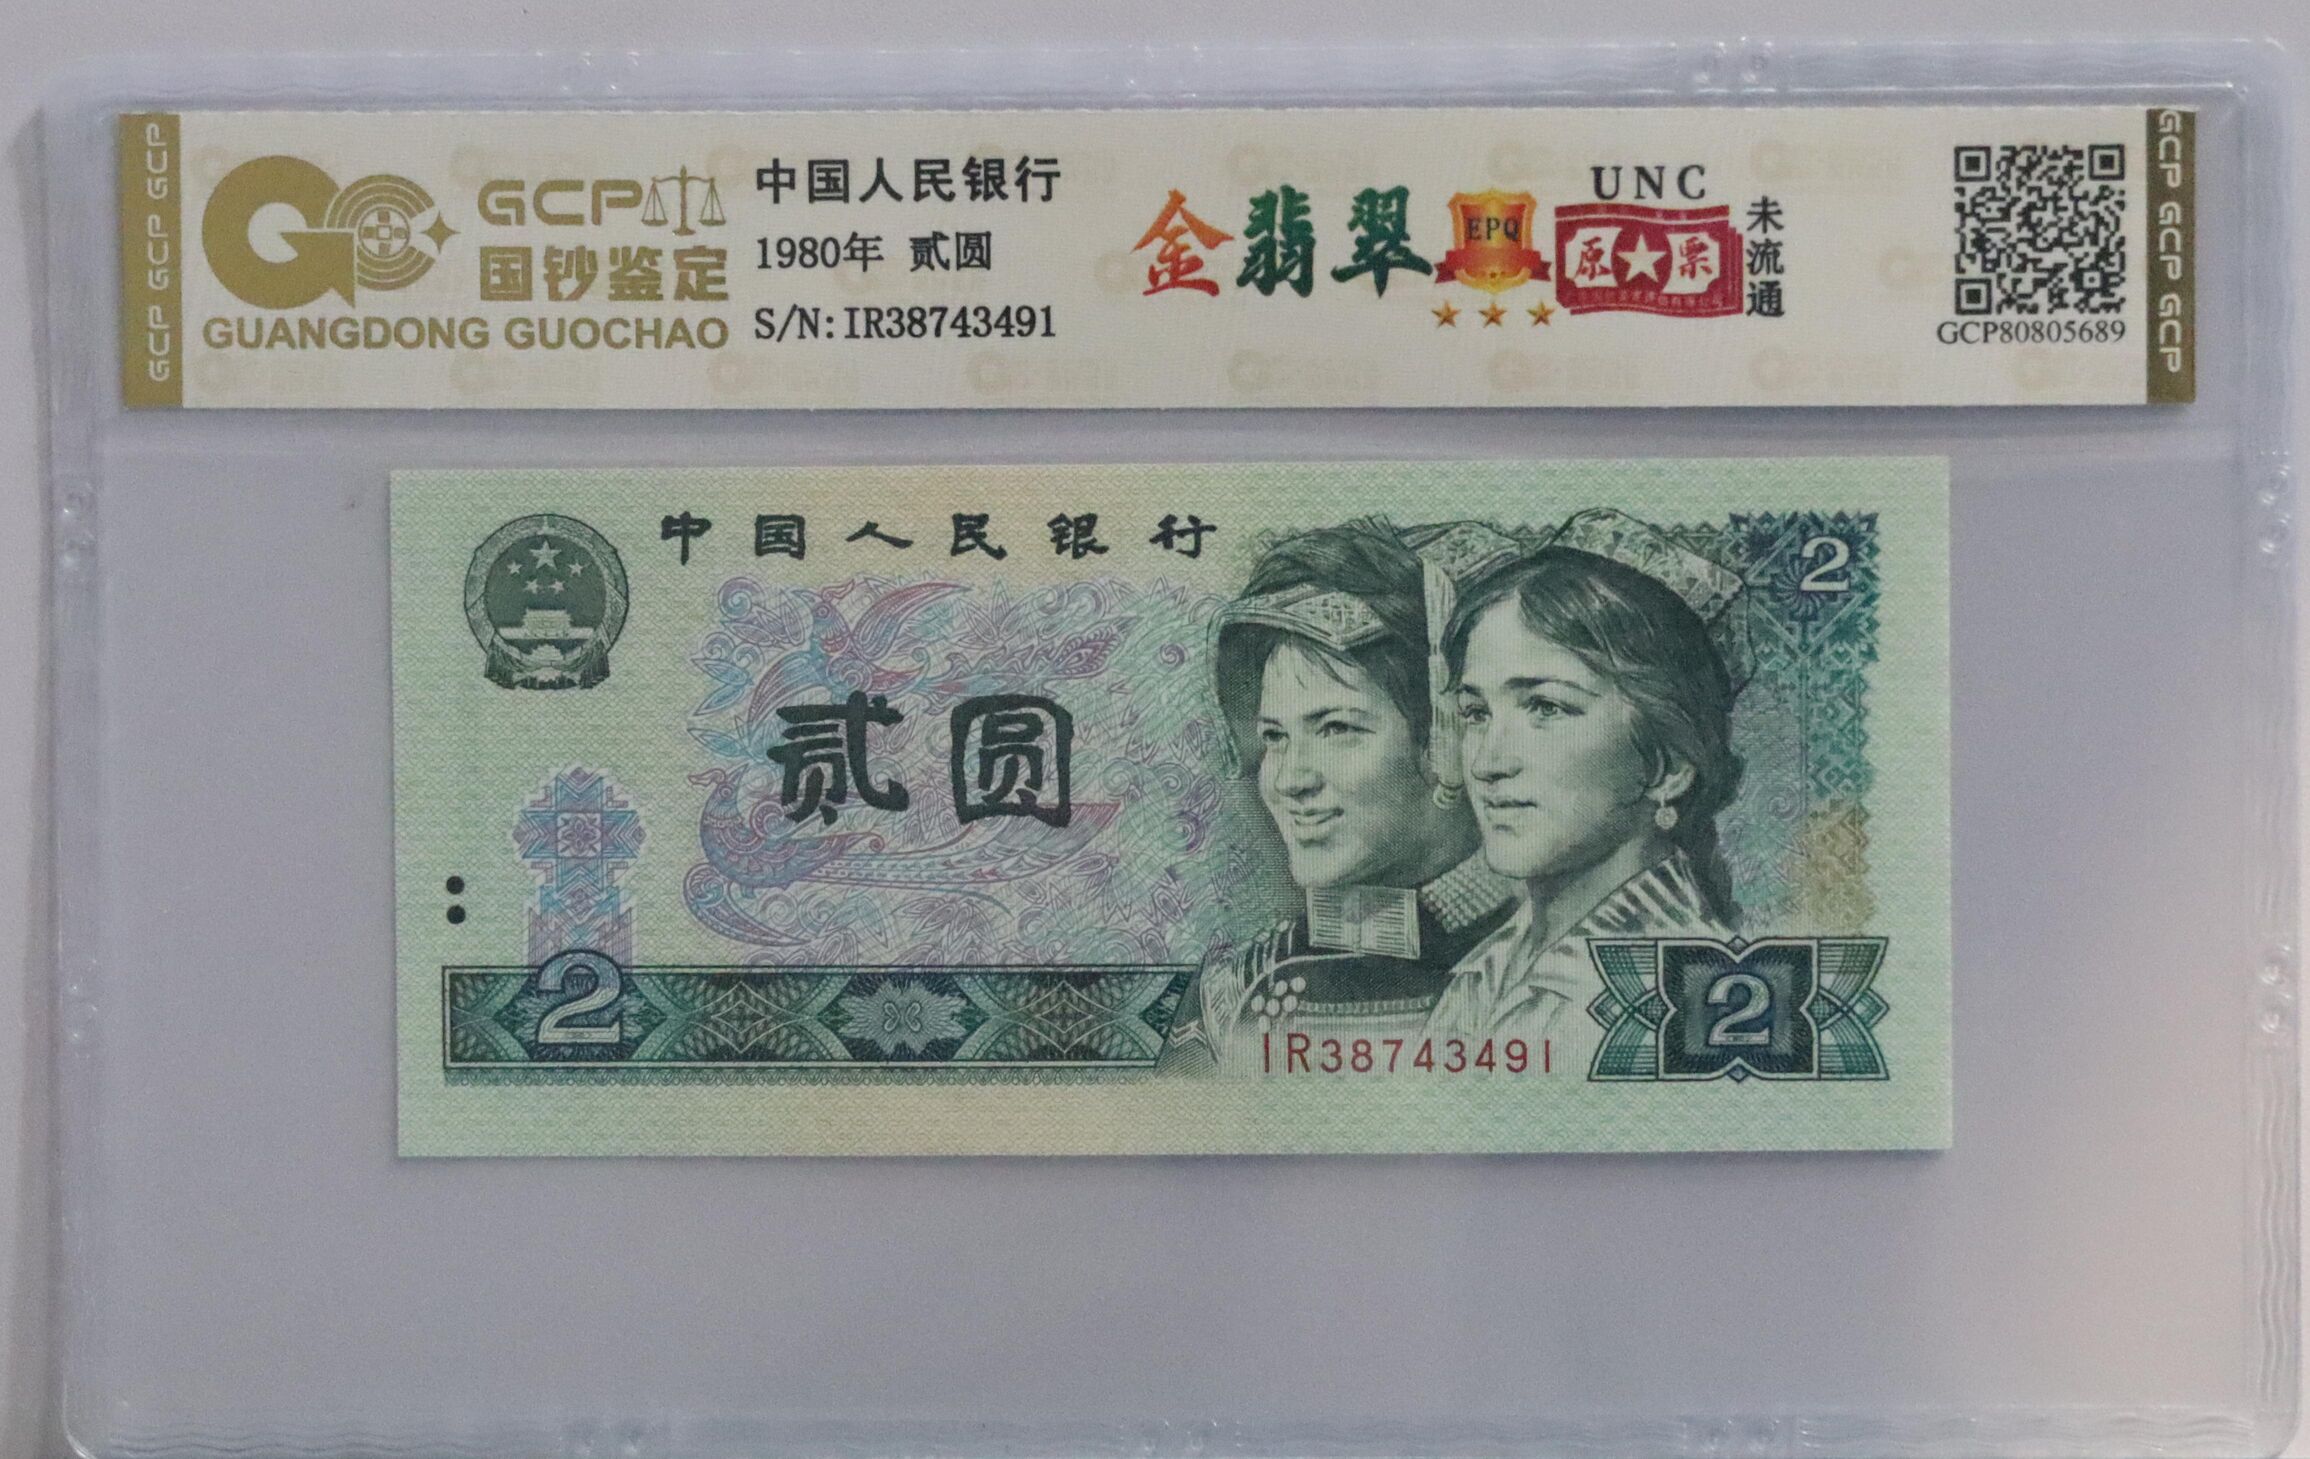 GCP GCP GCP
GCP
国钞鉴定
GUANGDONG GUOCHAO
中国人民银行
1980年 贰圆
S/N:IR38743491
金翡翠
EPQ
UNC
原票
未流通
GCP80805689
GCP GCP GCP
中国人民银行
2
贰圆
2
IR38743491
2